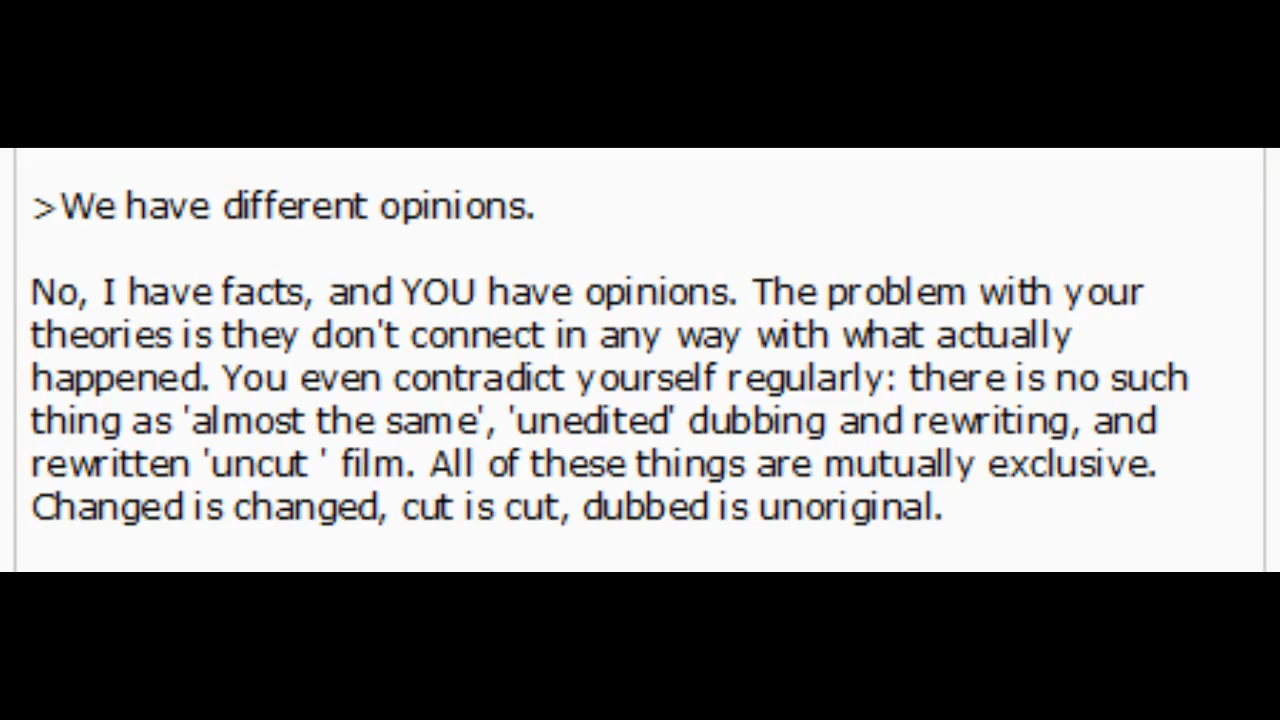 >We have different opinions.
No, I have facts, and YOU have opinions. The problem with your
theories is they don't connect in any way with what actually
happened. You even contradict yourself regularly: there is no such
thing as 'almost the same', 'unedited' dubbing and rewriting, and
rewritten 'uncut ' film. All of these things are mutually exclusive.
Changed is changed, cut is cut, dubbed is unoriginal.